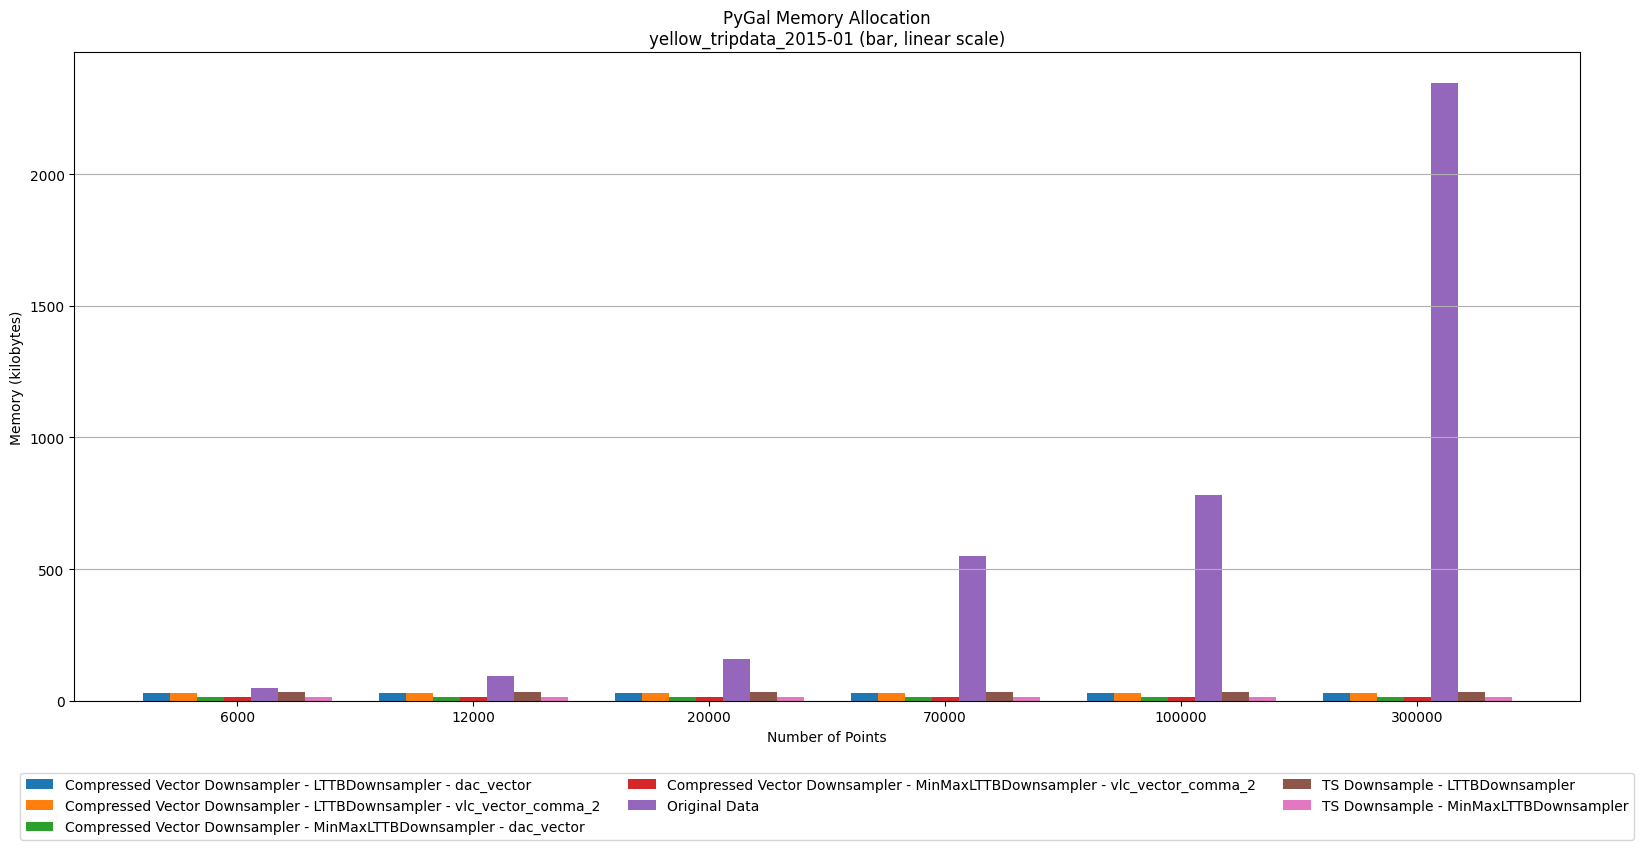 PyGal Memory Allocation
yellow_tripdata_2015-01 (bar, linear scale)
Memory (kilobytes)
2000
1500
1000
500
0
6000 12000 20000 70000 100000 300000
Number of Points
Compressed Vector Downsampler - LTTBDownsampler - dac_vector
Compressed Vector Downsampler - LTTBDownsampler - vlc_vector_comma_2
Compressed Vector Downsampler - MinMaxLTTBDownsampler - dac_vector
Compressed Vector Downsampler - MinMaxLTTBDownsampler - vlc_vector_comma_2
Original Data
TS Downsample - LTTBDownsampler
TS Downsample - MinMaxLTTBDownsampler